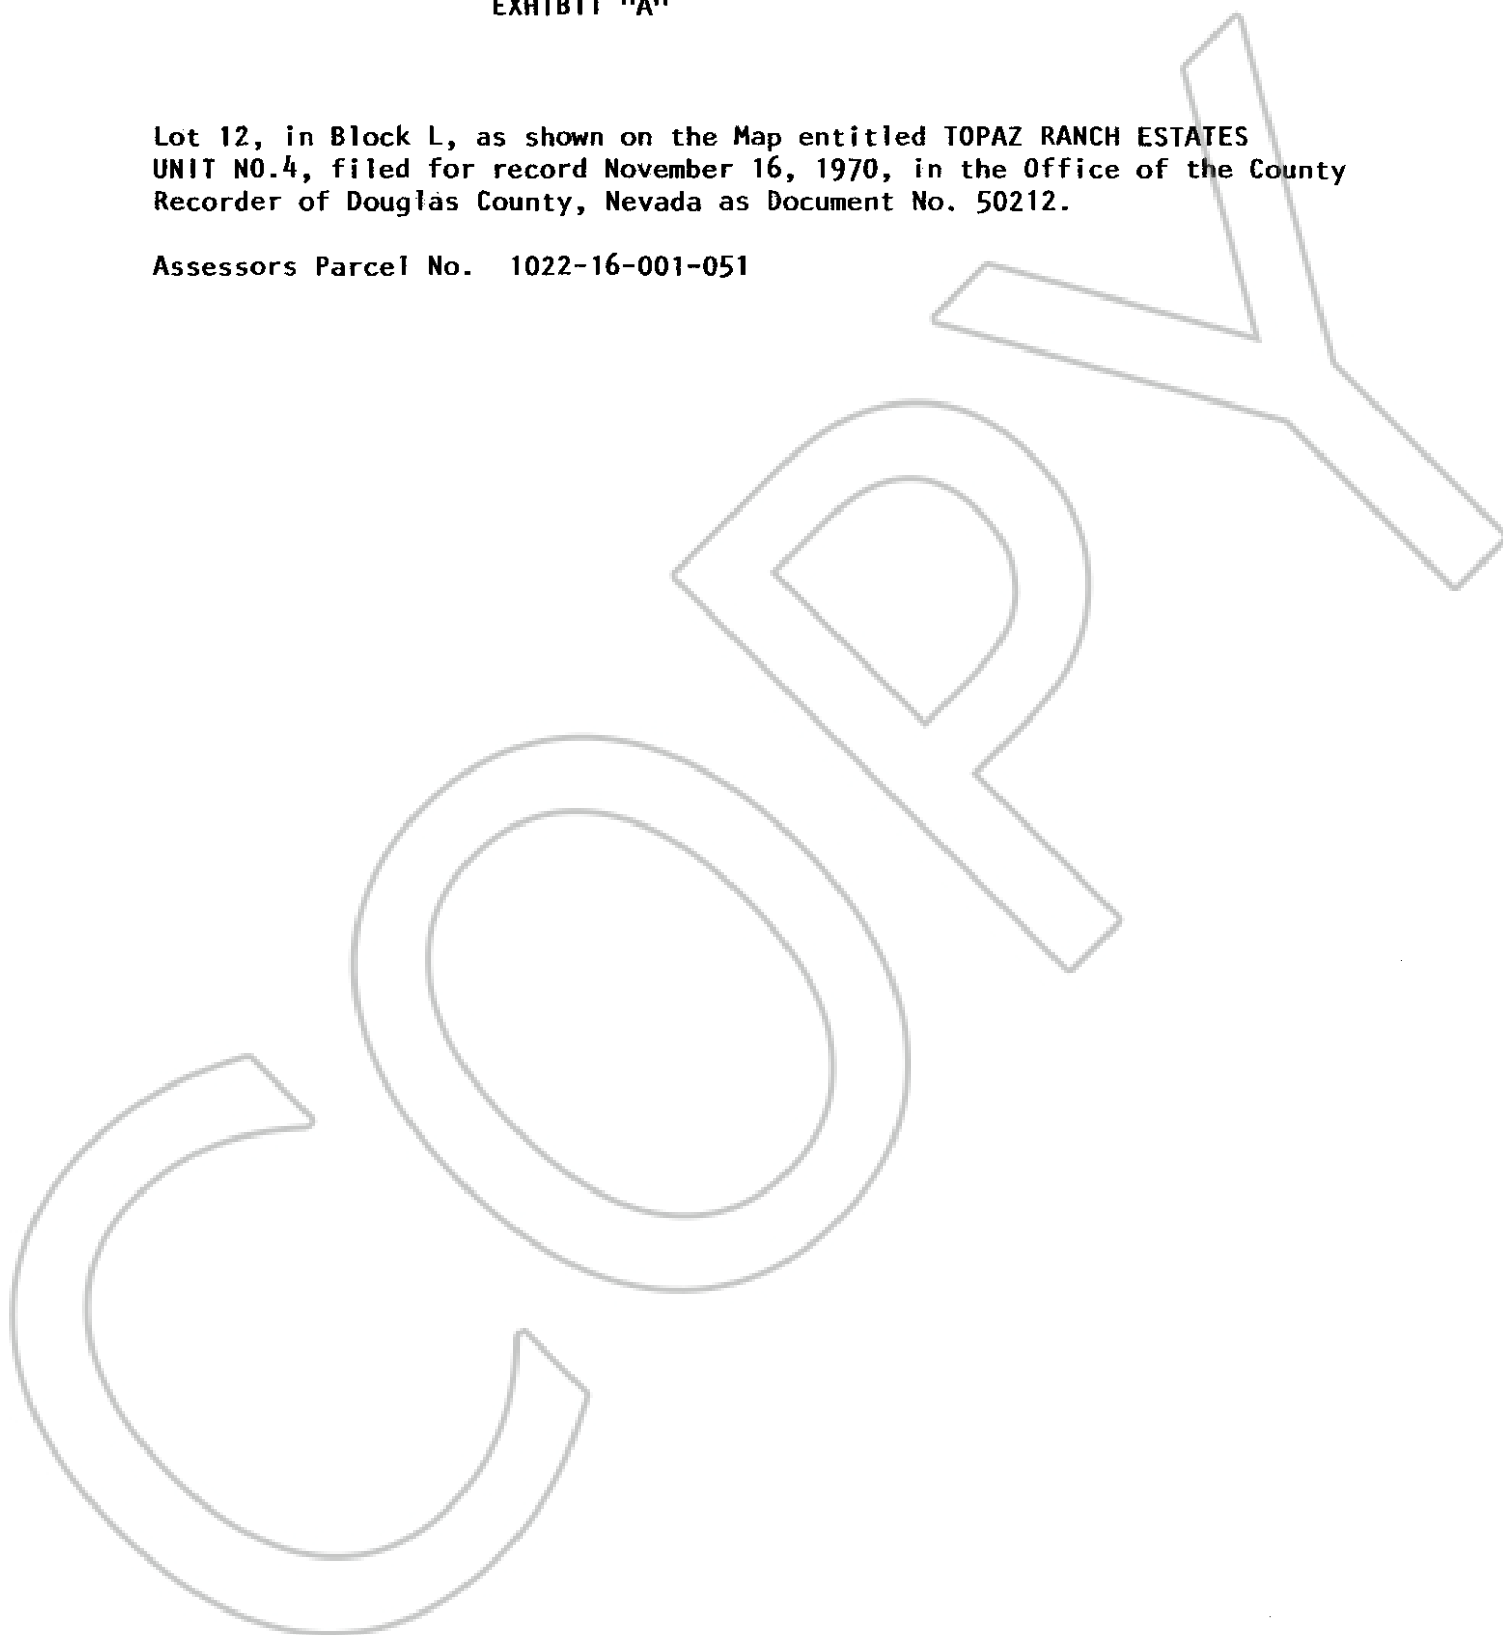 EXHIBIT "A"
Lot 12, in Block L, as shown on the Map entitled TOPAZ RANCH ESTATES
UNIT NO.4, filed for record November 16, 1970, in the Office of the County
Recorder of Douglas County, Nevada as Document No. 50212.
Assessors Parcel No. 1022-16-001-051
COPY